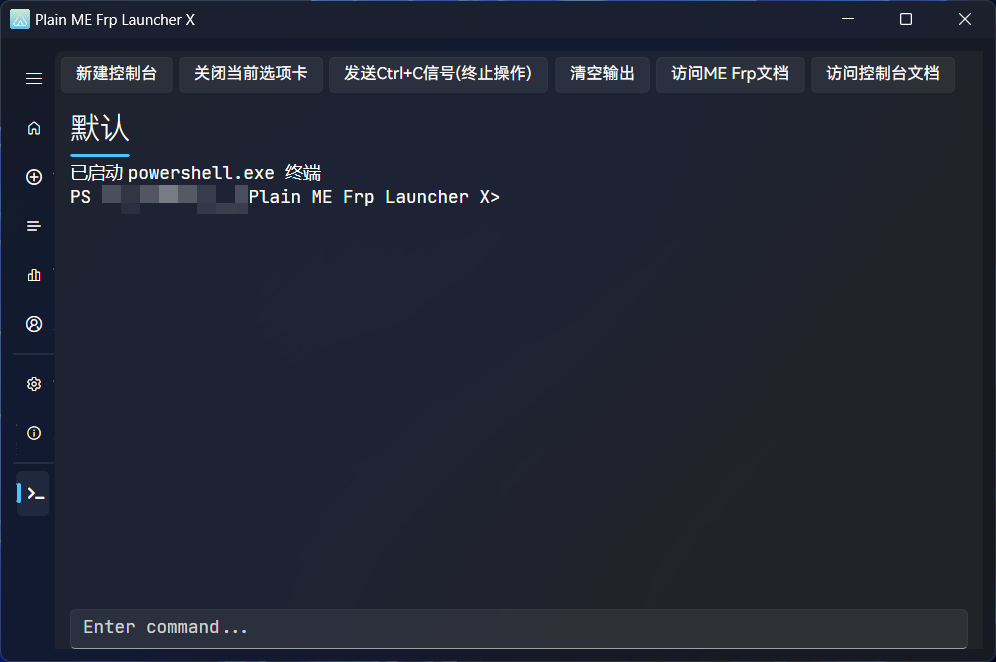 Plain ME Frp Launcher X
新建控制台 关闭当前选项卡 发送Ctrl+C信号(终止操作) 清空输出 访问ME Frp文档 访问控制台文档
默认
已启动 powershell.exe 终端
PS Plain ME Frp Launcher X>
Enter command...